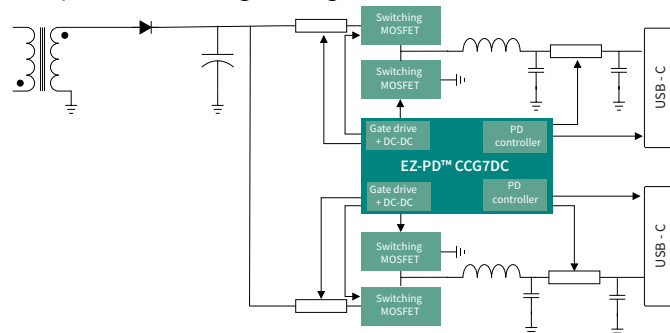 Switching
MOSFET
Switching
MOSFET
USB - C
Gate drive
+ DC-DC
PD
controller
EZ-PD™ CCG7DC
Gate drive
+ DC-DC
PD
controller
Switching
MOSFET
USB - C
Switching
MOSFET